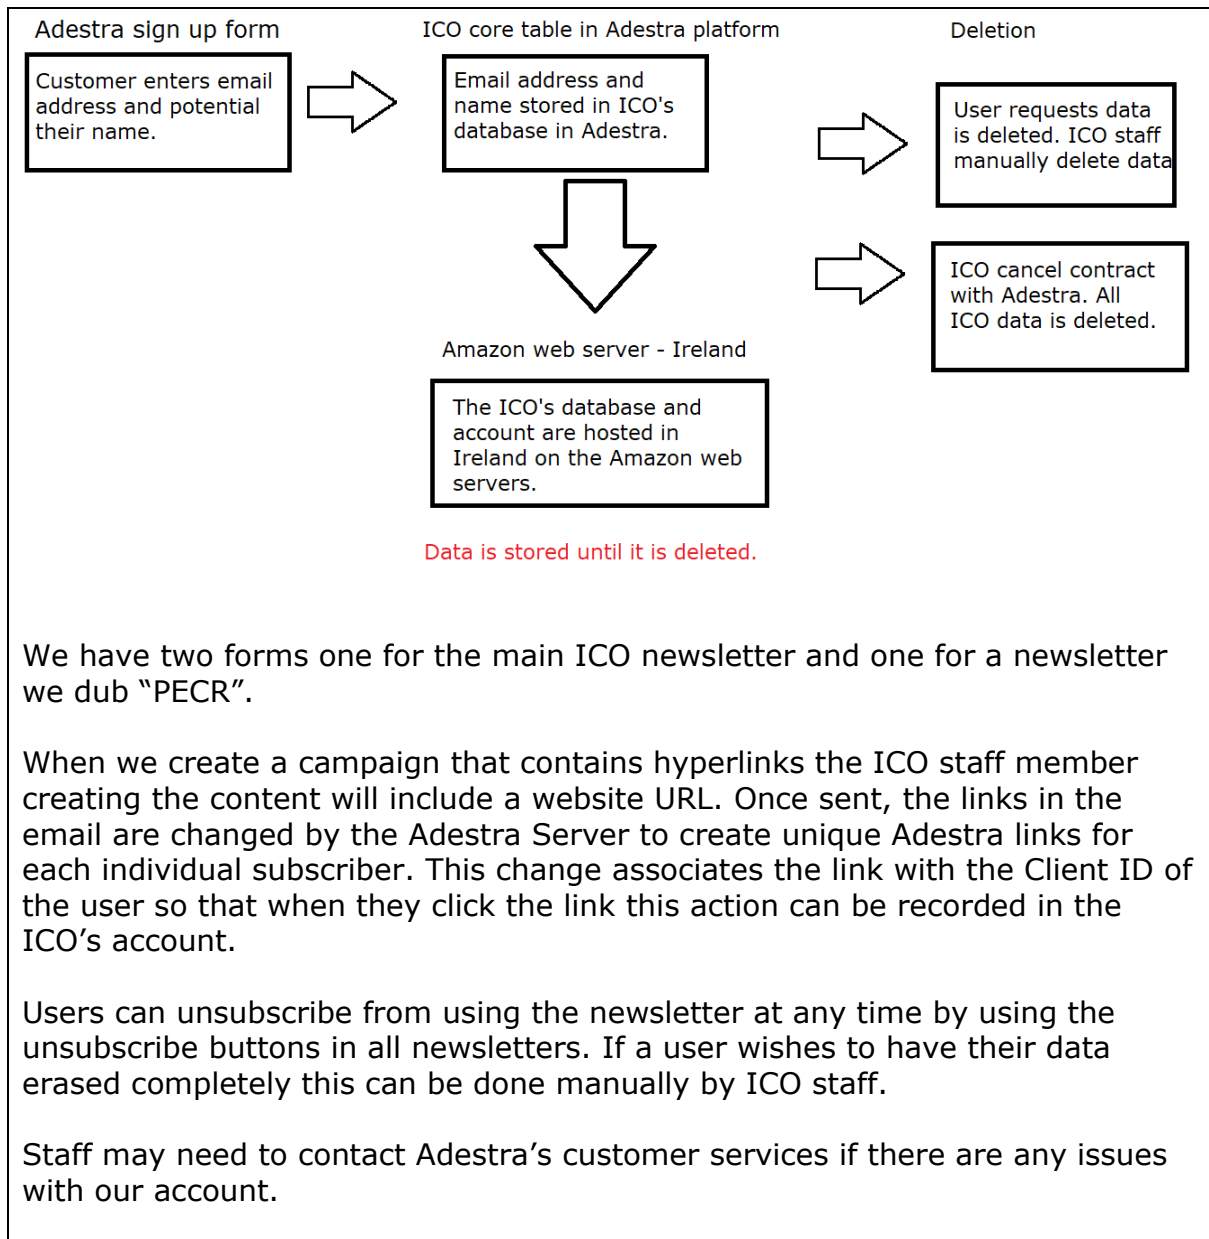 Adestra sign up form
Customer enters email
address and potential
their name.
ICO core table in Adestra platform
Email address and
name stored in ICO's
database in Adestra.
Deletion
User requests data
is deleted. ICO staff
manually delete data
ICO cancel contract
with Adestra. All
ICO data is deleted.
Amazon web server - Ireland
The ICO's database and
account are hosted in
Ireland on the Amazon web
servers.
Data is stored until it is deleted.
We have two forms one for the main ICO newsletter and one for a newsletter
we dub “PECR”.
When we create a campaign that contains hyperlinks the ICO staff member
creating the content will include a website URL. Once sent, the links in the
email are changed by the Adestra Server to create unique Adestra links for
each individual subscriber. This change associates the link with the Client ID of
the user so that when they click the link this action can be recorded in the
ICO’s account.
Users can unsubscribe from using the newsletter at any time by using the
unsubscribe buttons in all newsletters. If a user wishes to have their data
erased completely this can be done manually by ICO staff.
Staff may need to contact Adestra’s customer services if there are any issues
with our account.